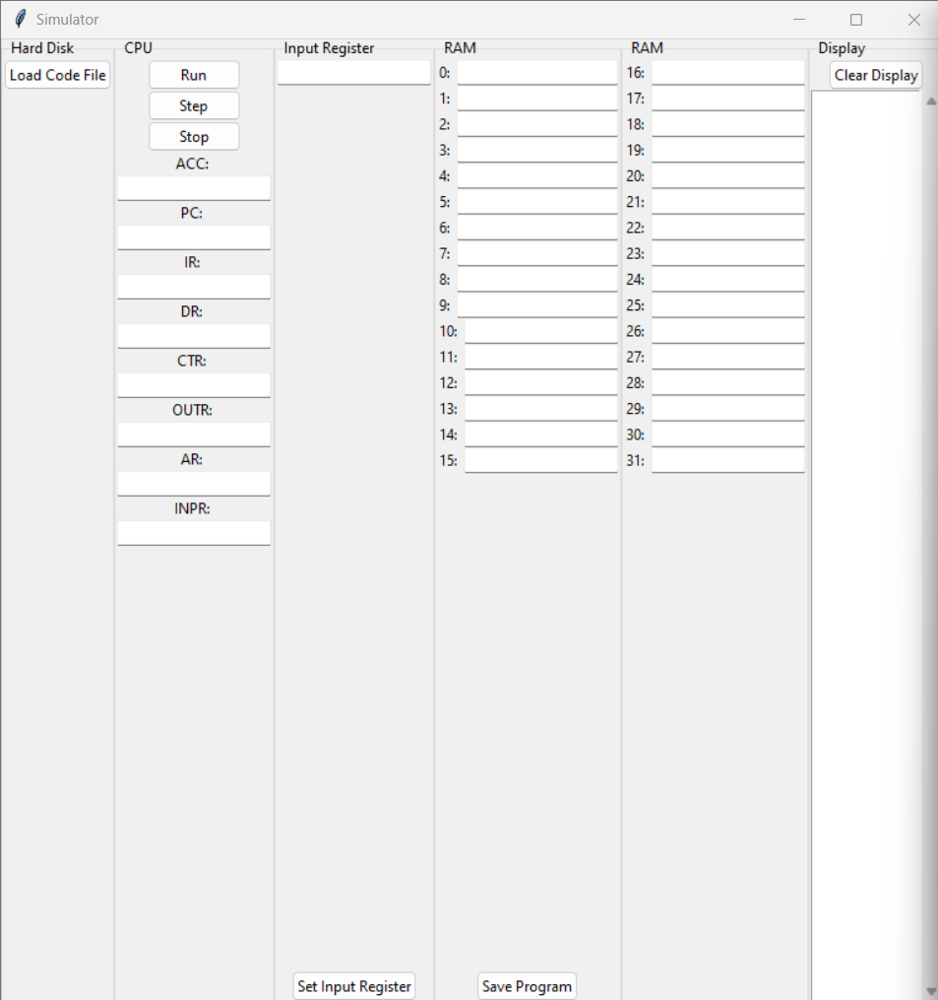 Simulator
Hard Disk
Load Code File
CPU
Run
Step
Stop
ACC:
PC:
IR:
DR:
CTR:
OUTR:
AR:
INPR:
Input Register
Set Input Register
RAM
0:
1:
2:
3:
4:
5:
6:
7:
8:
9:
10:
11:
12:
13:
14:
15:
Save Program
RAM
16:
17:
18:
19:
20:
21:
22:
23:
24:
25:
26:
27:
28:
29:
30:
31:
Display
Clear Display